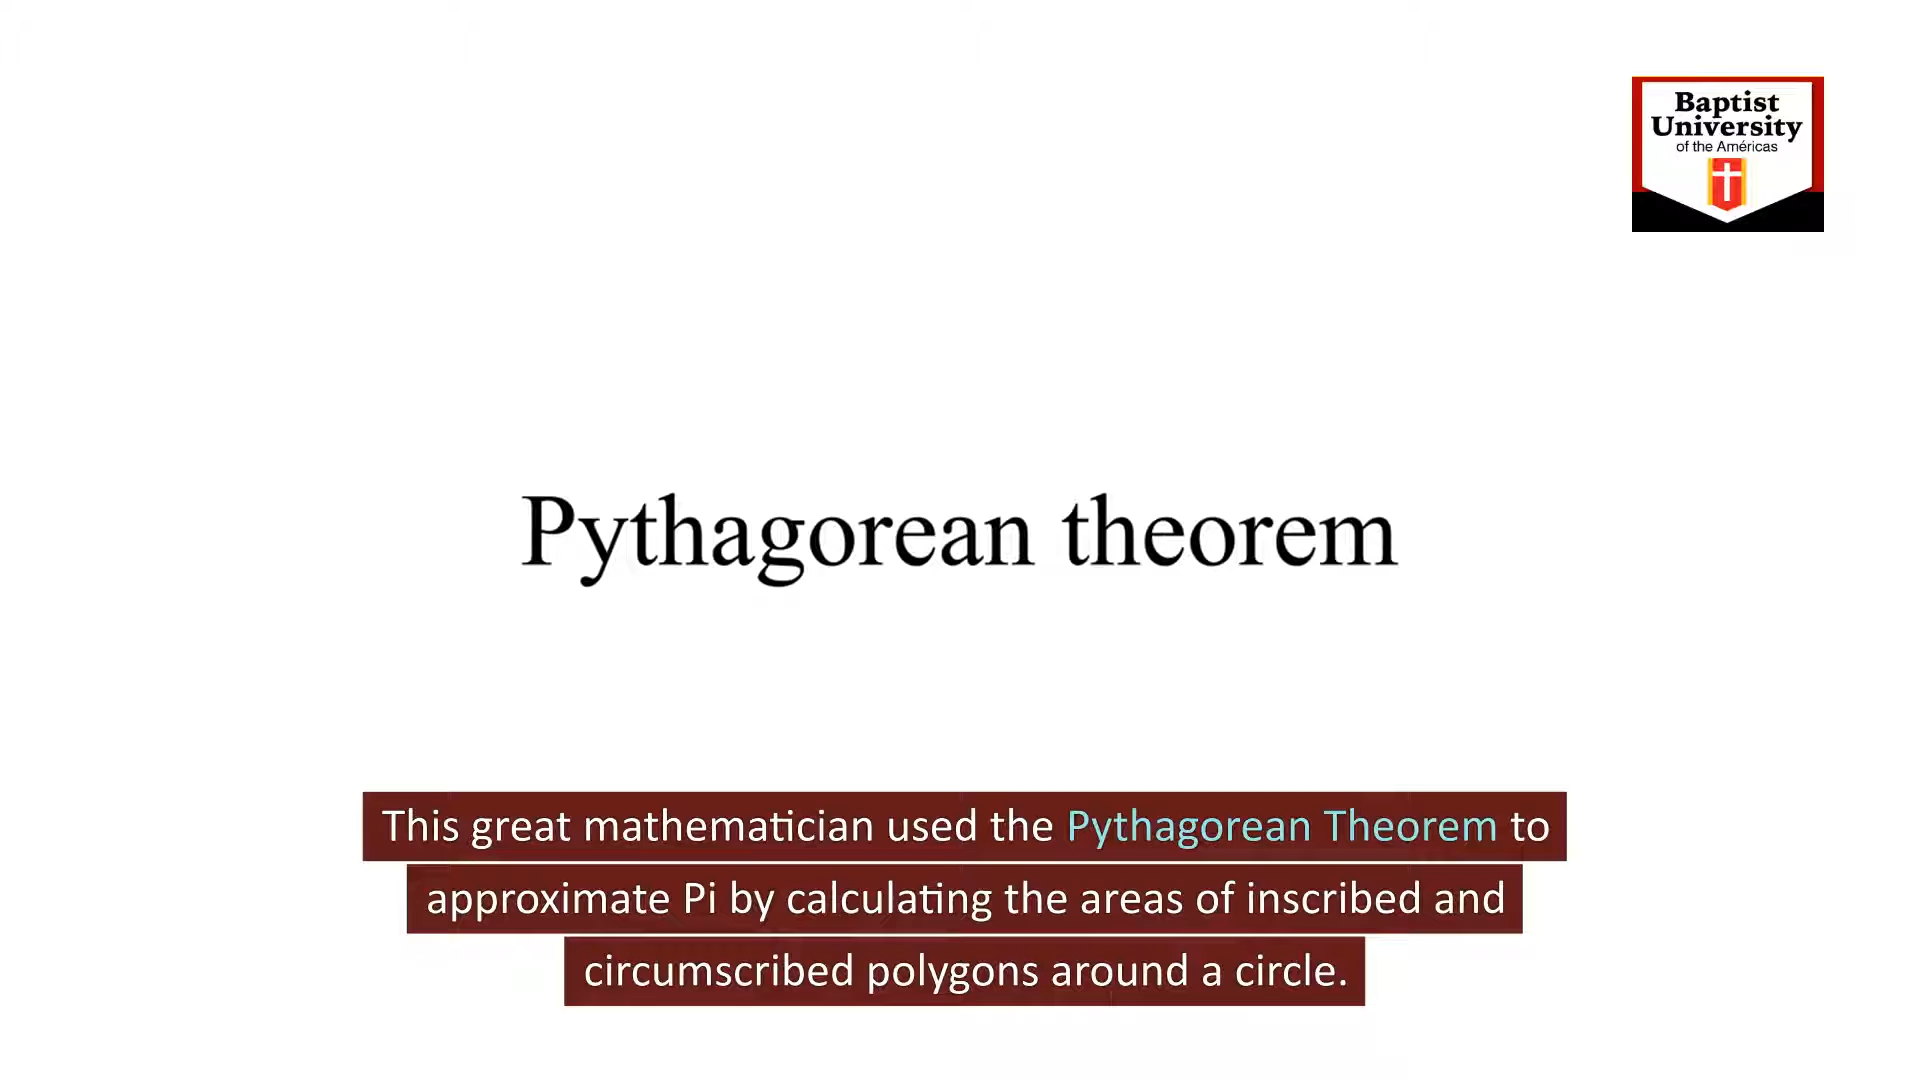 Baptist
University
of the Américas
Pythagorean theorem
This great mathematician used the Pythagorean Theorem to
approximate Pi by calculating the areas of inscribed and
circumscribed polygons around a circle.